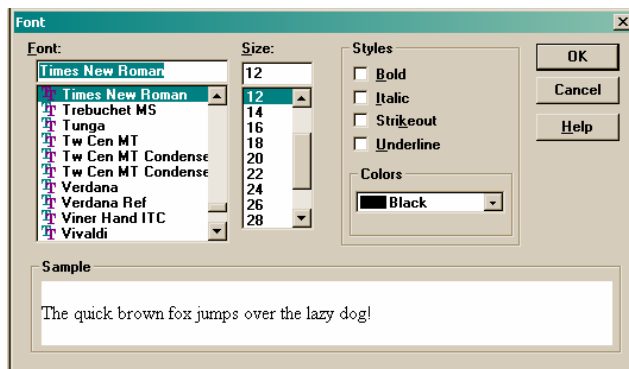 Font
Font:
Times New Roman
Times New Roman
Trebuchet MS
Tunga
Tw Cen MT
Tw Cen MT Condense
Tw Cen MT Condense
Verdana
Verdana Ref
Viner Hand ITC
Vivaldi
Size:
12
12
14
16
18
20
22
24
26
28
Styles
Bold
Italic
Strikeout
Underline
Colors
Black
OK
Cancel
Help
Sample
The quick brown fox jumps over the lazy dog!